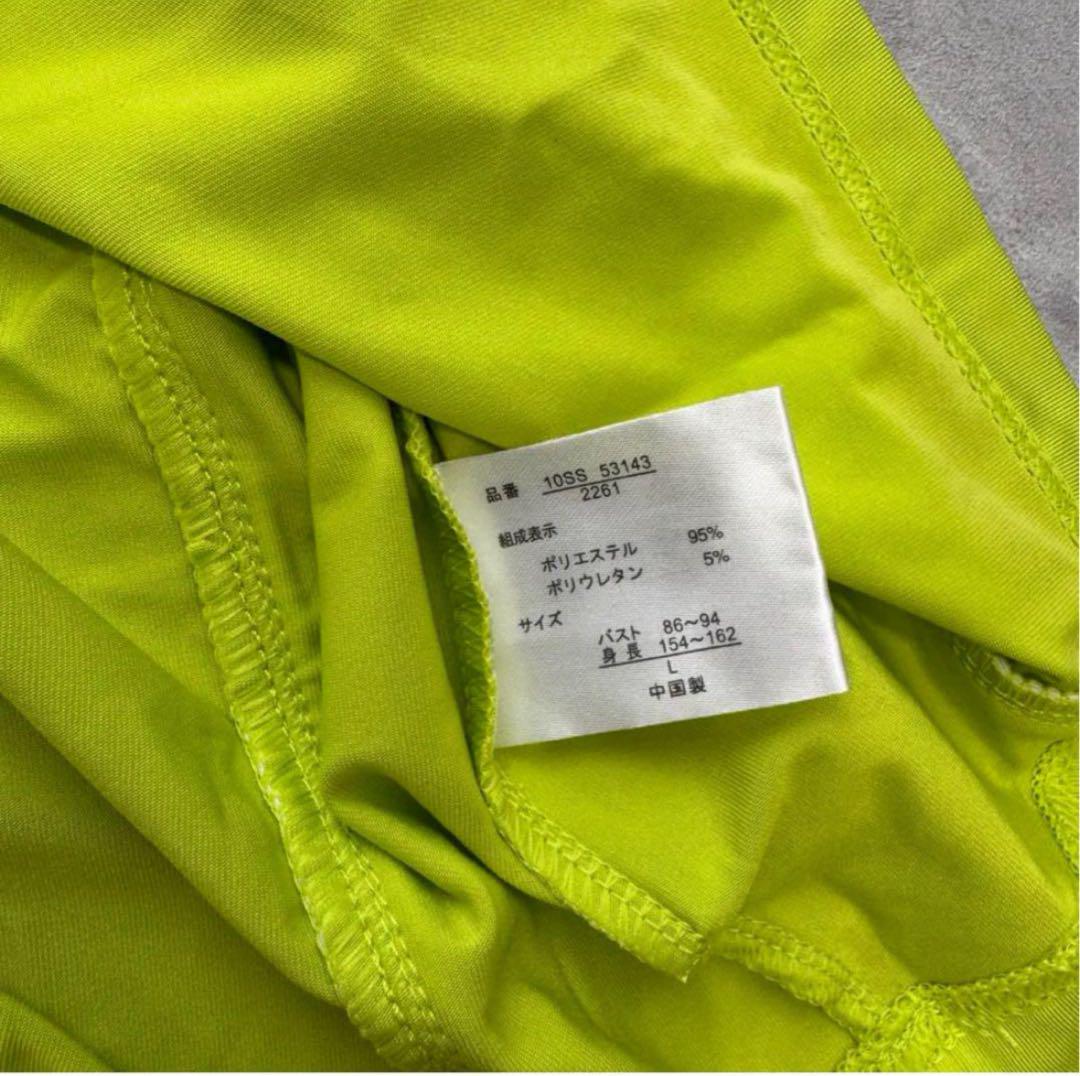 品番 10SS 53143
2261
組成表示
ポリエステル 95%
ポリウレタン 5%
サイズ
バスト 86～94
身長 154～162
L
中国製